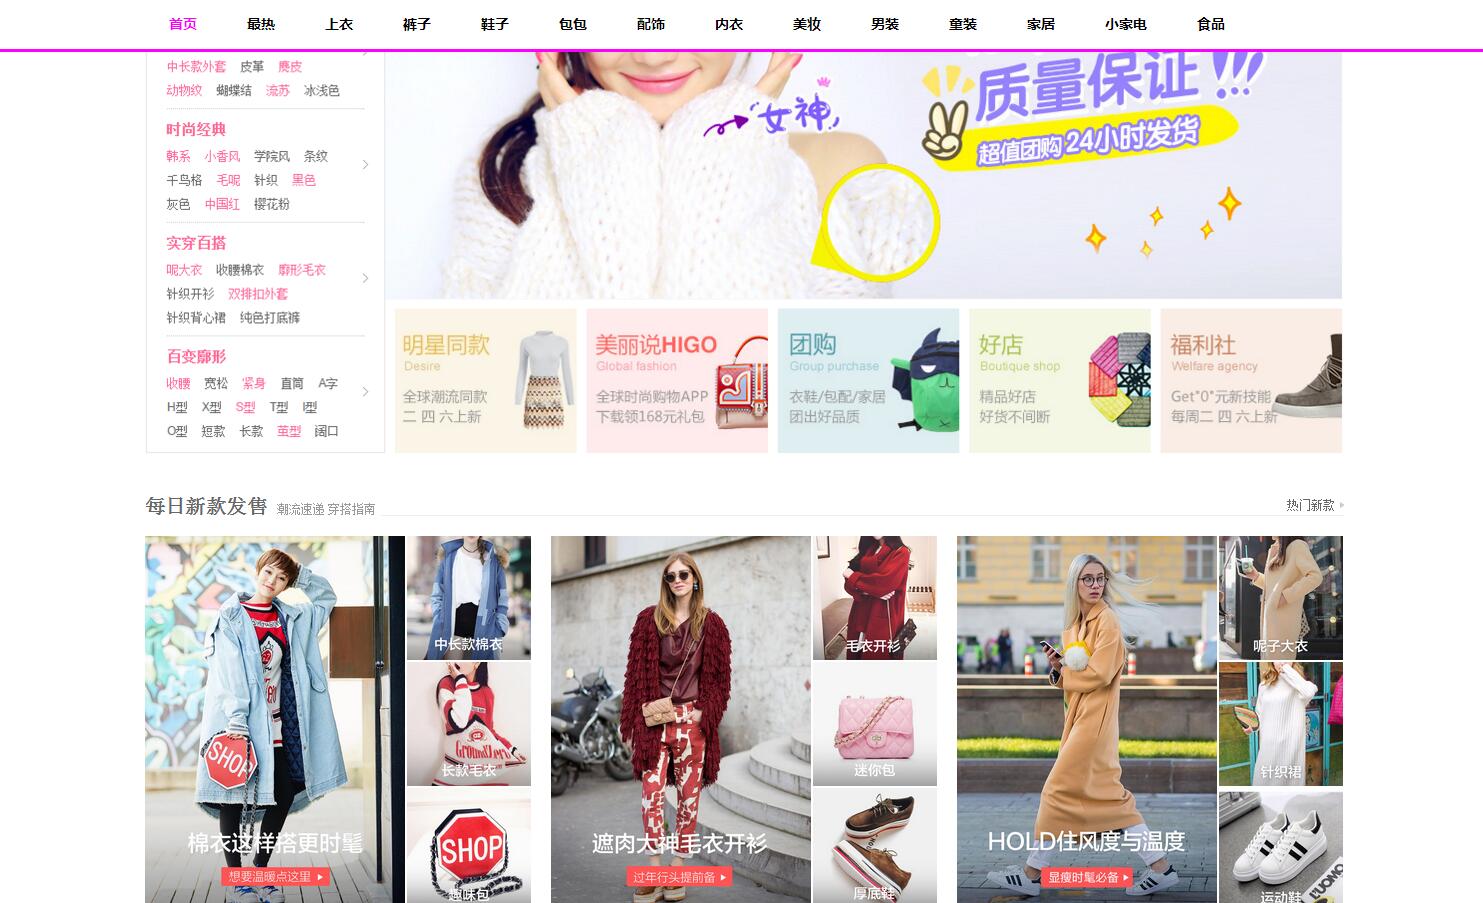 首页 最热 上衣 裤子 鞋子 包包 配饰 内衣 美妆 男装 童装 家居 小家电 食品
中长款外套 皮革 麂皮
动物纹 蝴蝶结 流苏 冰浅色
时尚经典
韩系 小香风 学院风 条纹
千鸟格 毛呢 针织 黑色
灰色 中国红 樱花粉
实穿百搭
呢大衣 收腰棉衣 廓形毛衣
针织开衫 双排扣外套
针织背心裙 纯色打底裤
百变廓形
收腰 宽松 紧身 直筒 A字
H型 X型 S型 T型 I型
O型 短款 长款 茧型 阔口
女神
质量保证!!!
超值团购 24小时发货
明星同款
Desire
全球潮流同款
二 四 六上新
美丽说HIGO
Global fashion
全球时尚购物APP
下载领168元礼包
团购
Group purchase
衣鞋/包配/家居
团出好品质
好店
Boutique shop
精品好店
好货不间断
福利社
Welfare agency
Get"0"元新技能
每周二 四 六上新
每日新款发售 潮流速递 穿搭指南
热门新款
SHOP
棉衣这样搭更时髦
想要温暖点这里
中长款棉衣
长款毛衣
SHOP
趣味包
遮肉大神毛衣开衫
过年行头提前备
毛衣开衫
迷你包
厚底鞋
HOLD住风度与温度
显瘦时髦必备
呢子大衣
针织裙
运动鞋